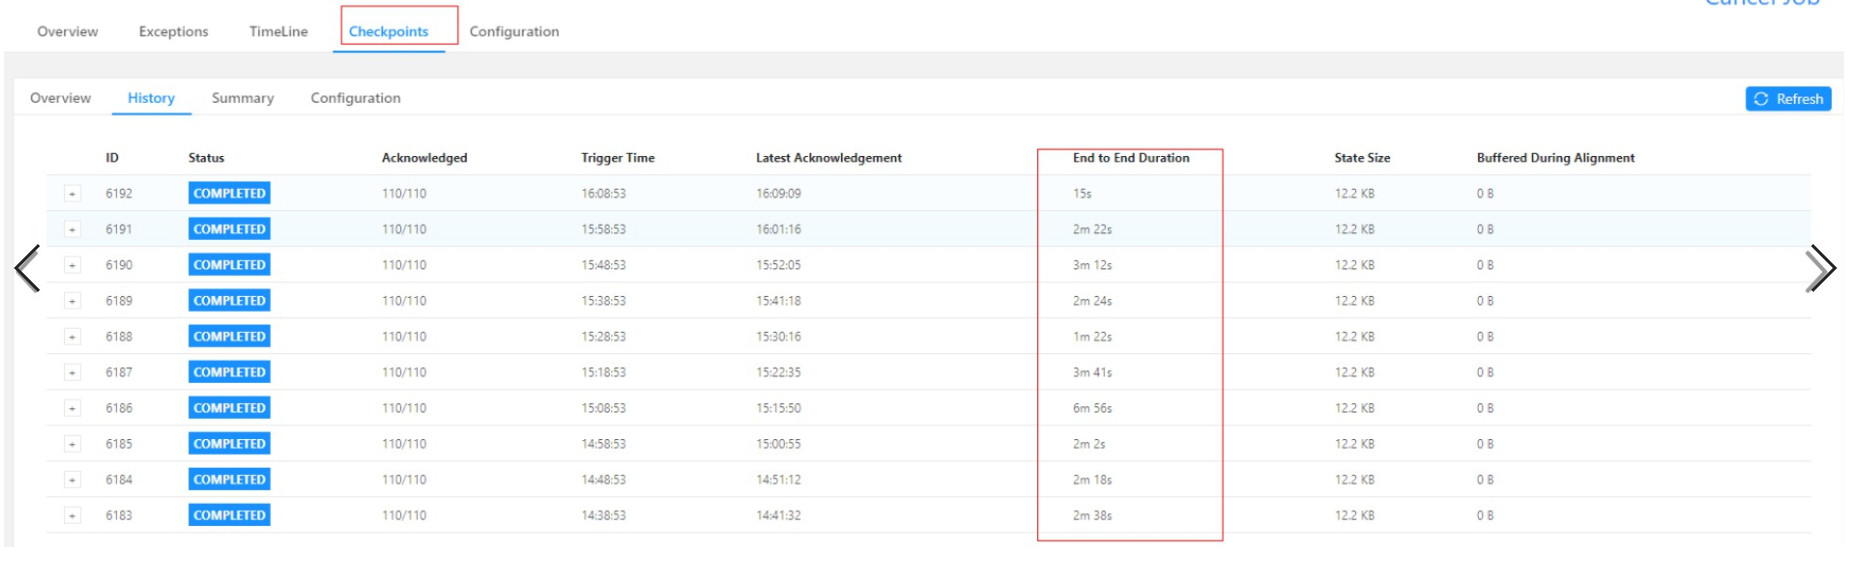 Cancel Job
Overview Exceptions TimeLine Checkpoints Configuration
Overview History Summary Configuration Refresh
ID Status Acknowledged Trigger Time Latest Acknowledgement End to End Duration State Size Buffered During Alignment
+ 6192 COMPLETED 110/110 16:08:53 16:09:09 15s 12.2 KB 0 B
+ 6191 COMPLETED 110/110 15:58:53 16:01:16 2m 22s 12.2 KB 0 B
+ 6190 COMPLETED 110/110 15:48:53 15:52:05 3m 12s 12.2 KB 0 B
+ 6189 COMPLETED 110/110 15:38:53 15:41:18 2m 24s 12.2 KB 0 B
+ 6188 COMPLETED 110/110 15:28:53 15:30:16 1m 22s 12.2 KB 0 B
+ 6187 COMPLETED 110/110 15:18:53 15:22:35 3m 41s 12.2 KB 0 B
+ 6186 COMPLETED 110/110 15:08:53 15:15:50 6m 56s 12.2 KB 0 B
+ 6185 COMPLETED 110/110 14:58:53 15:00:55 2m 2s 12.2 KB 0 B
+ 6184 COMPLETED 110/110 14:48:53 14:51:12 2m 18s 12.2 KB 0 B
+ 6183 COMPLETED 110/110 14:38:53 14:41:32 2m 38s 12.2 KB 0 B